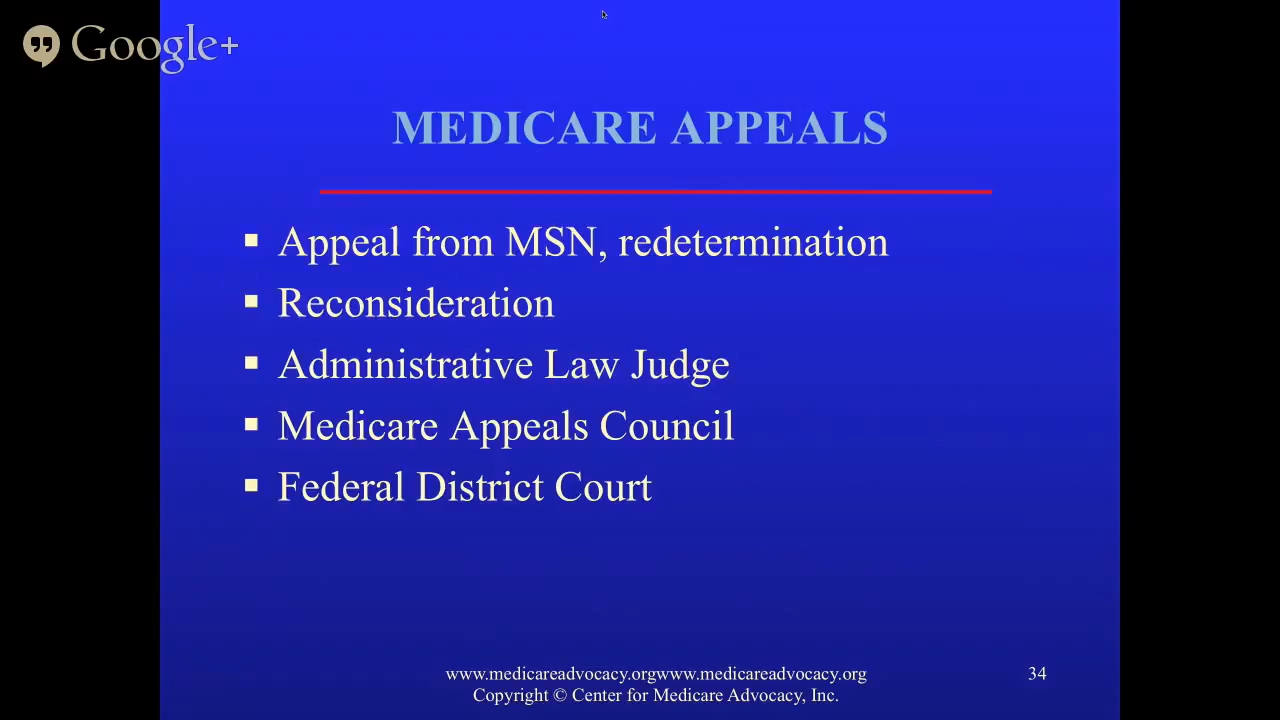 Google+
MEDICARE APPEALS
Appeal from MSN, redetermination
Reconsideration
Administrative Law Judge
Medicare Appeals Council
Federal District Court
www.medicareadvocacy.orgwww.medicareadvocacy.org
34
Copyright © Center for Medicare Advocacy, Inc.